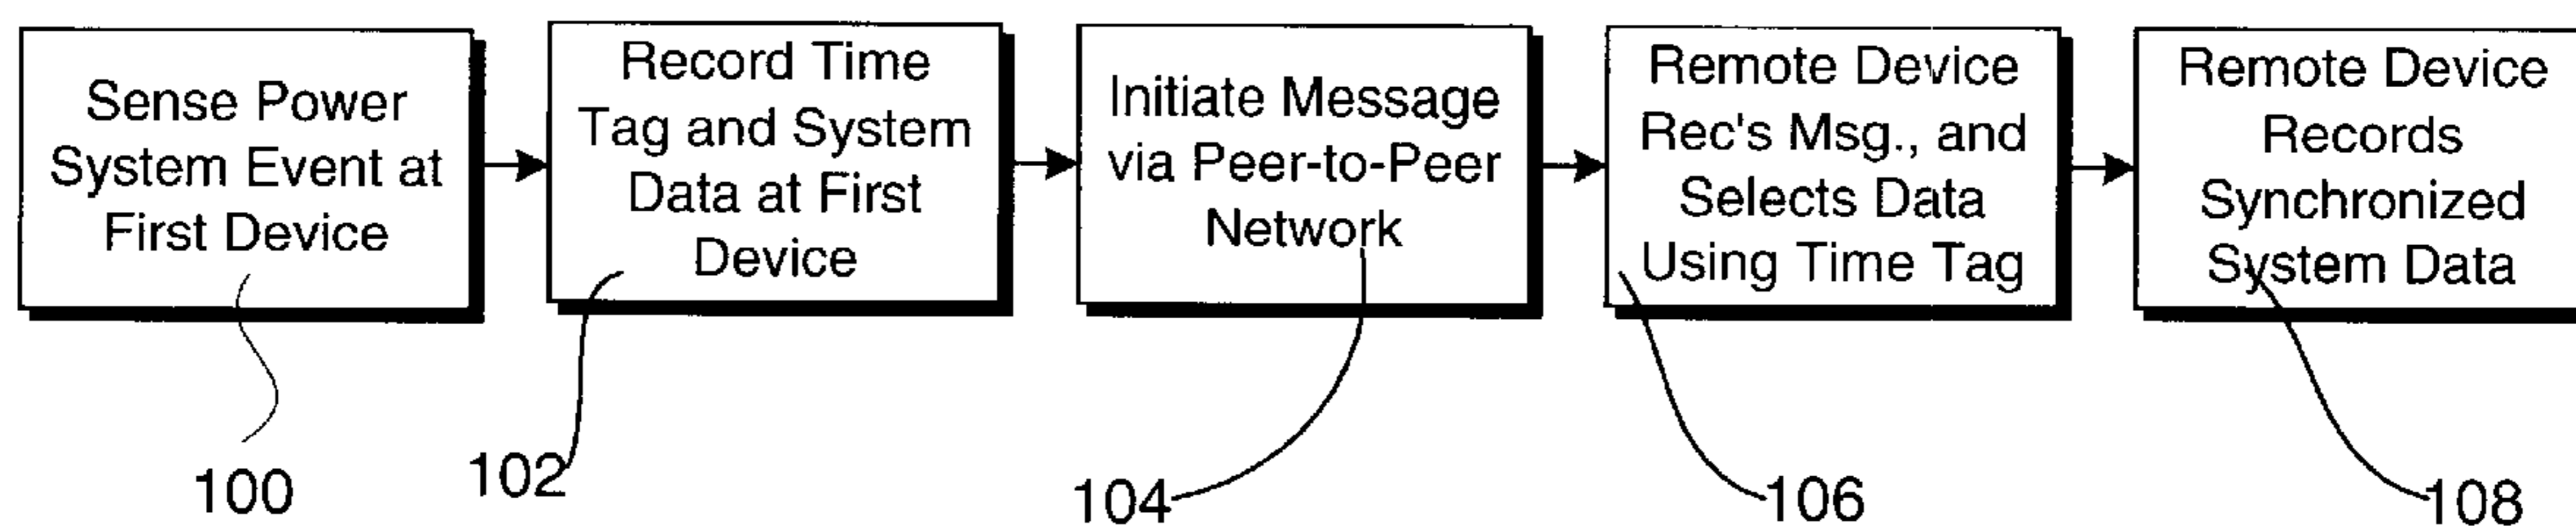 Sense Power
System Event at
First Device
Record Time
Tag and System
Data at First
Device
Initiate Message
via Peer-to-Peer
Network
Remote Device
Rec's Msg., and
Selects Data
Using Time Tag
Remote Device
Records
Synchronized
System Data
100
102
104
106
108